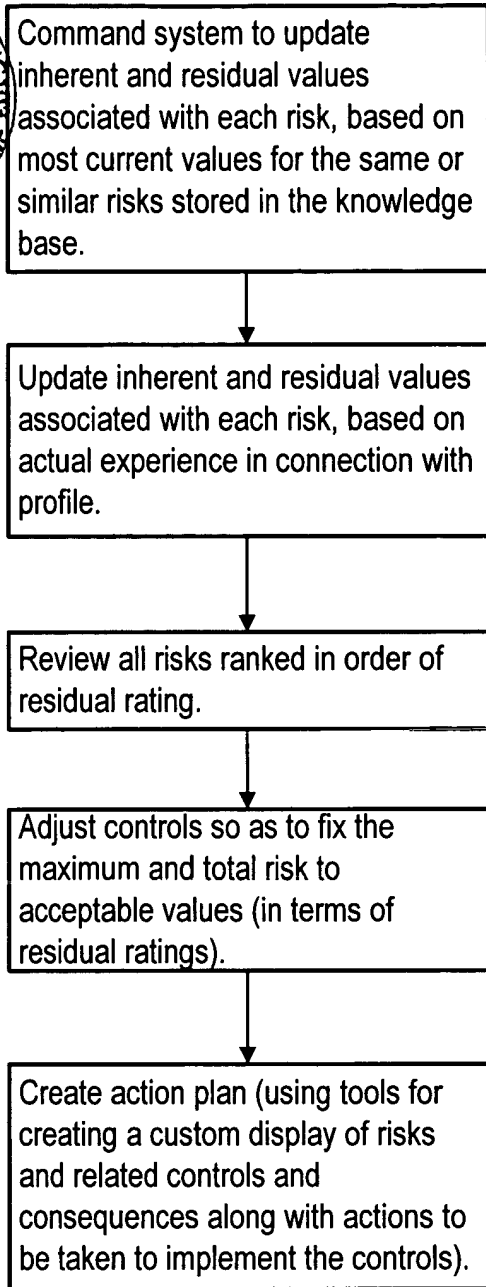 Command system to update
inherent and residual values
associated with each risk, based on
most current values for the same or
similar risks stored in the knowledge
base.
Update inherent and residual values
associated with each risk, based on
actual experience in connection with
profile.
Review all risks ranked in order of
residual rating.
Adjust controls so as to fix the
maximum and total risk to
acceptable values (in terms of
residual ratings).
Create action plan (using tools for
creating a custom display of risks
and related controls and
consequences along with actions to
be taken to implement the controls).